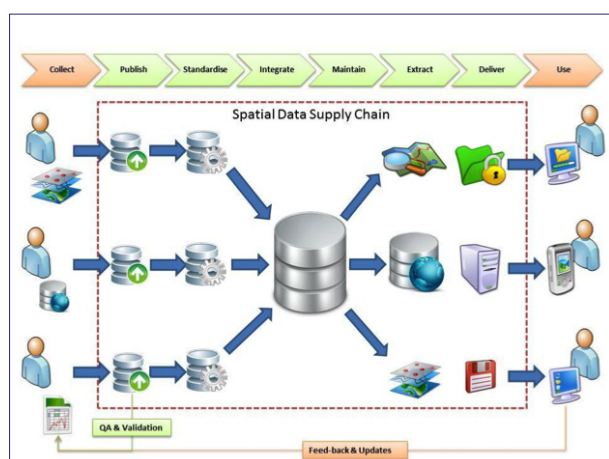 Collect
Publish
Standardise
Integrate
Maintain
Extract
Deliver
Use
Spatial Data Supply Chain
QA & Validation
Feed-back & Updates